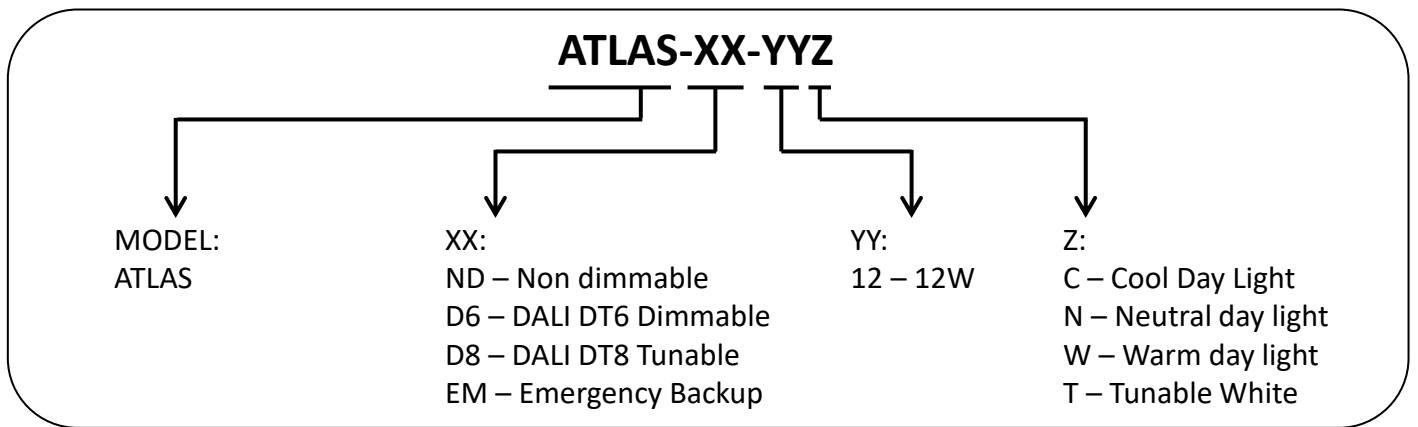 ATLAS-XX-YYZ
MODEL:
ATLAS
XX:
ND – Non dimmable
D6 – DALI DT6 Dimmable
D8 – DALI DT8 Tunable
EM – Emergency Backup
YY:
12 – 12W
Z:
C – Cool Day Light
N – Neutral day light
W – Warm day light
T – Tunable White